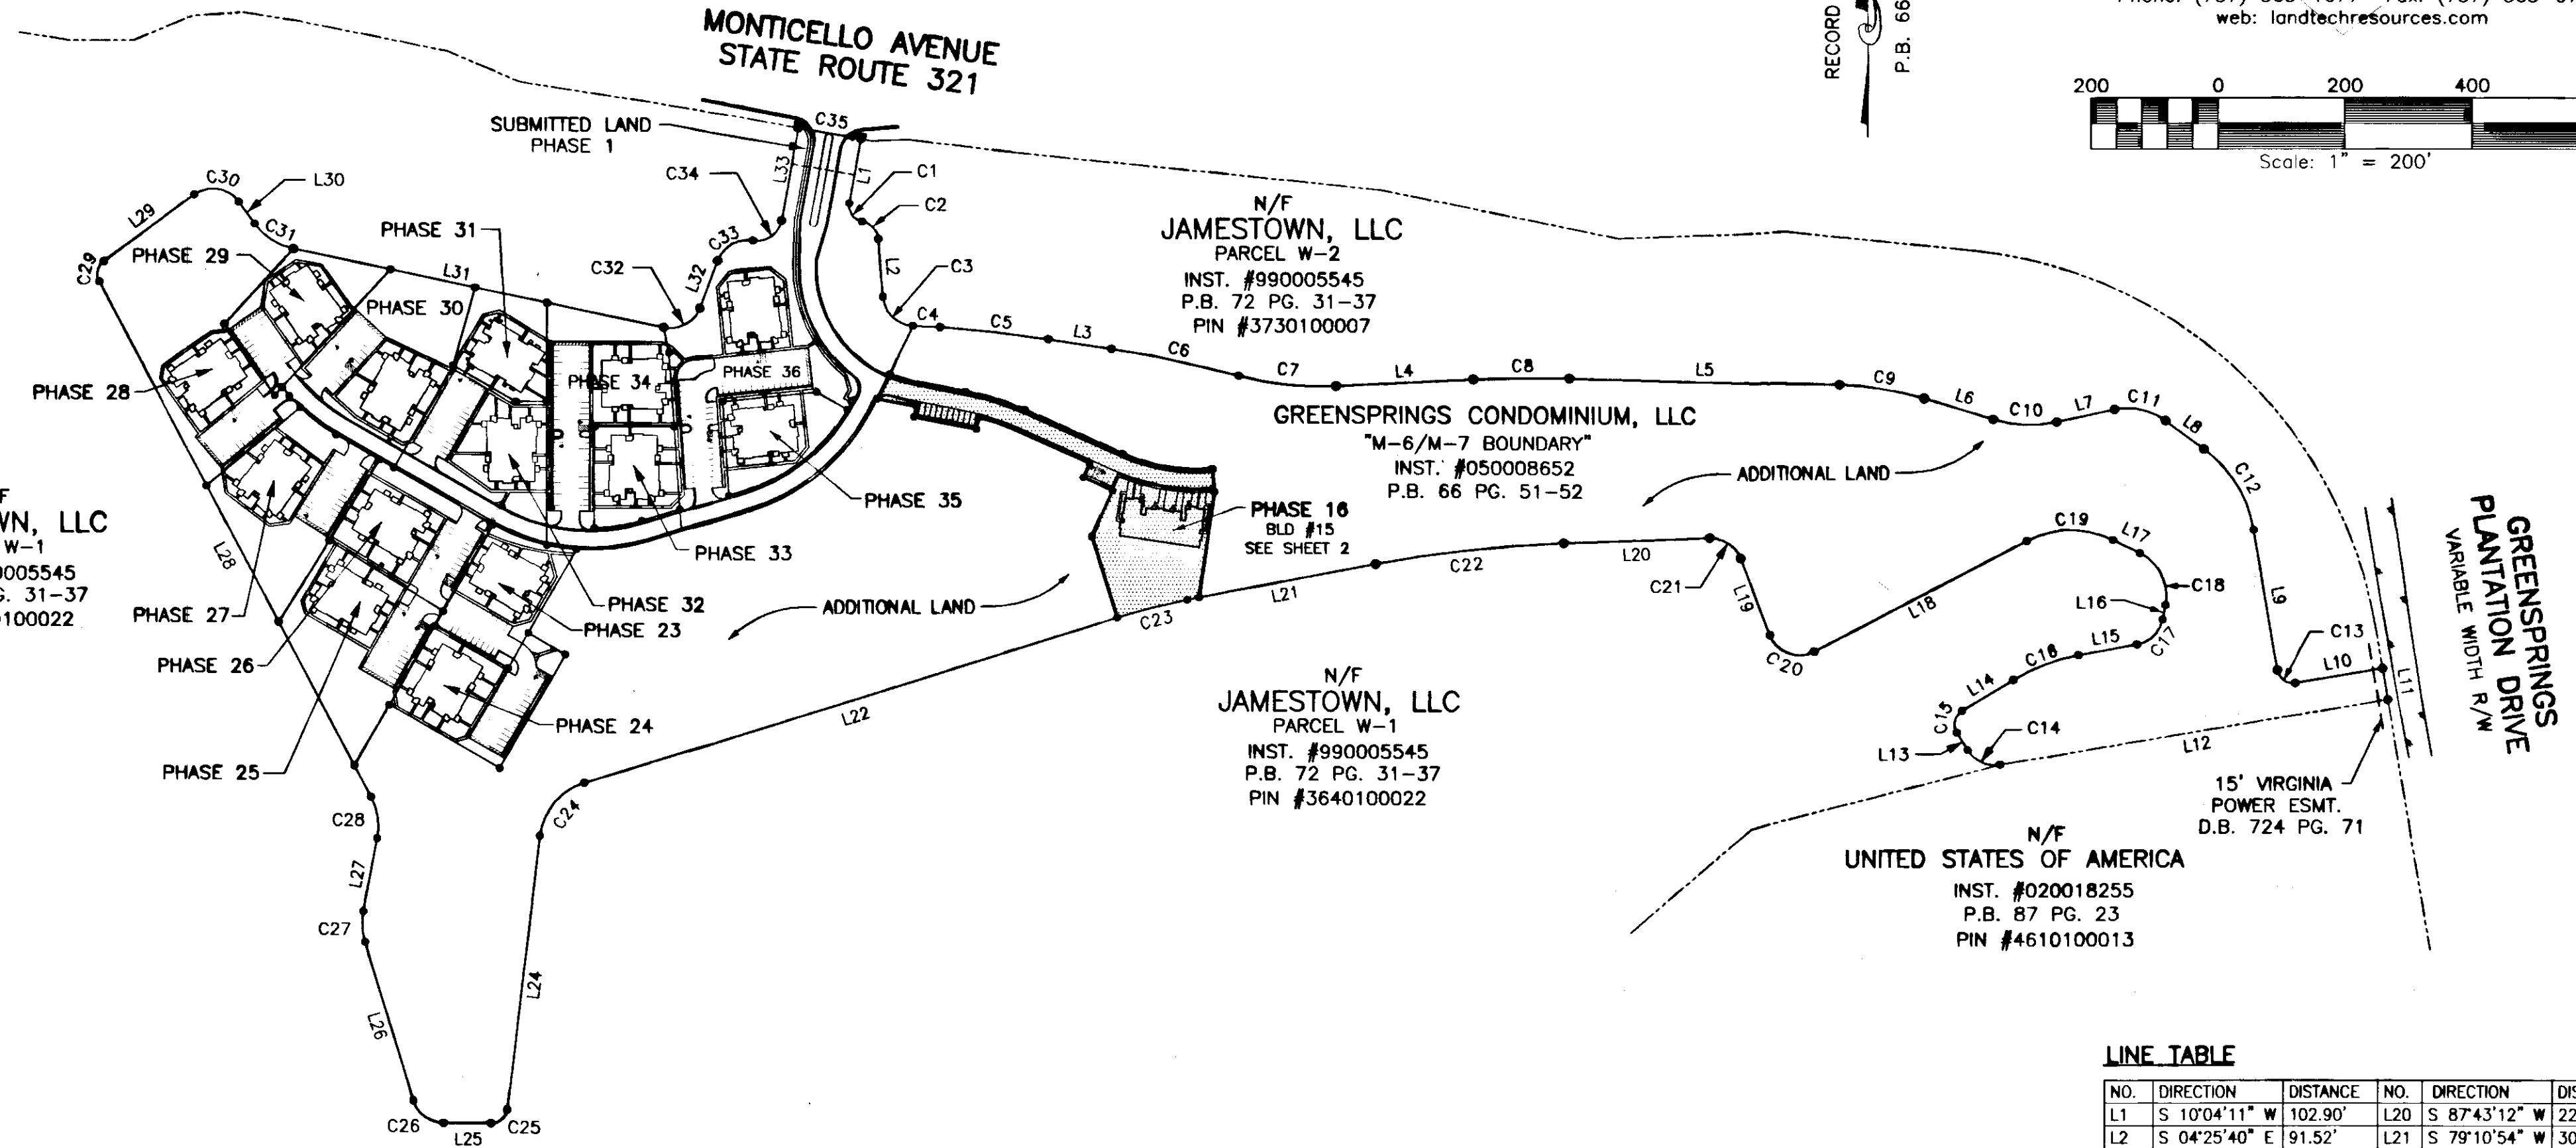 MONTICELLO AVENUE
STATE ROUTE 321
RECORD
P.B. 66
web: landtechresources.com
200 0 200 400
Scale: 1" = 200'
SUBMITTED LAND
PHASE 1
C35
L33
L1
C34
C1
C2
C33
L2
C32
L32
C3
C4
C5
L3
C6
C7
L4
C8
L5
C9
L6
C10
L7
C11
L8
C12
C30
L30
L29
C31
C29
L31
PHASE 31
PHASE 29
PHASE 30
PHASE 28
PHASE 34
PHASE 36
N/F
JAMESTOWN, LLC
PARCEL W-2
INST. #990005545
P.B. 72 PG. 31-37
PIN #3730100007
GREENSPRINGS CONDOMINIUM, LLC
"M-6/M-7 BOUNDARY"
INST. #050008652
P.B. 66 PG. 51-52
ADDITIONAL LAND
PHASE 35
PHASE 16
BLD #15
SEE SHEET 2
PHASE 33
PHASE 32
PHASE 23
PHASE 27
PHASE 26
PHASE 24
PHASE 25
L28
ADDITIONAL LAND
WN, LLC
W-1
005545
G. 31-37
100022
C23
L21
C22
L20
C21
L19
C20
L18
C19
L17
C18
L16
C17
L15
C16
L14
C15
L13
C14
L9
C13
L10
L11
L12
GREENSPRINGS
PLANTATION DRIVE
VARIABLE WIDTH R/W
15' VIRGINIA
POWER ESMT.
D.B. 724 PG. 71
N/F
JAMESTOWN, LLC
PARCEL W-1
INST. #990005545
P.B. 72 PG. 31-37
PIN #3640100022
N/F
UNITED STATES OF AMERICA
INST. #020018255
P.B. 87 PG. 23
PIN #4610100013
L22
C24
C28
L27
C27
L24
L26
C26
L25
C25
LINE TABLE
NO. DIRECTION DISTANCE NO. DIRECTION
L1 S 10°04'11" W 102.90' L20 S 87°43'12" W
L2 S 04°25'40" E 91.52' L21 S 79°10'54" W